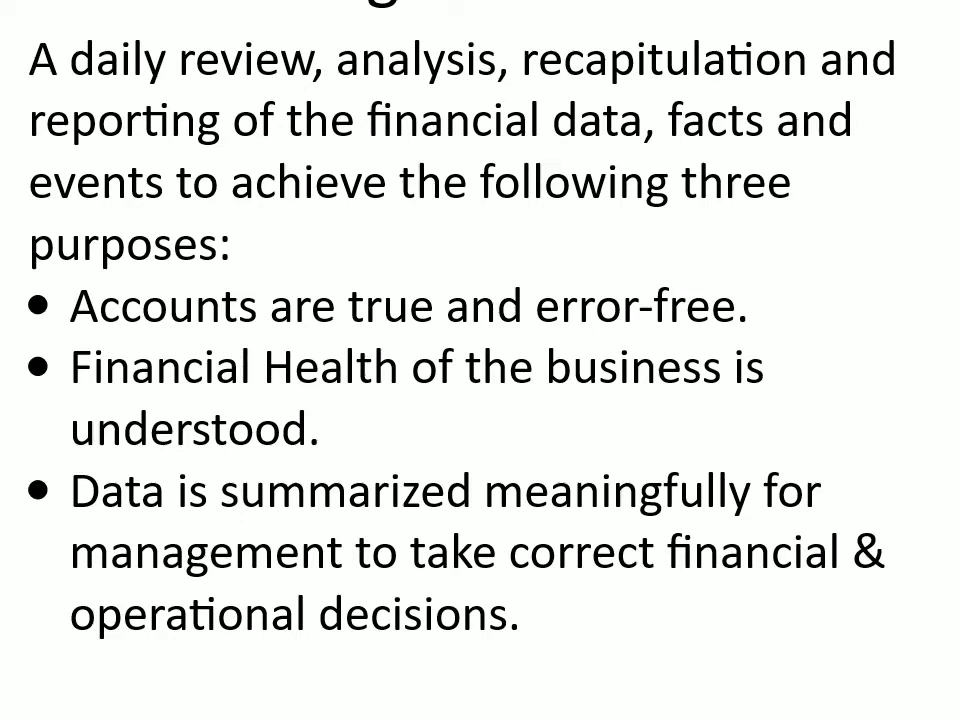 A daily review, analysis, recapitulation and
reporting of the financial data, facts and
events to achieve the following three
purposes:
• Accounts are true and error-free.
• Financial Health of the business is
understood.
• Data is summarized meaningfully for
management to take correct financial &
operational decisions.